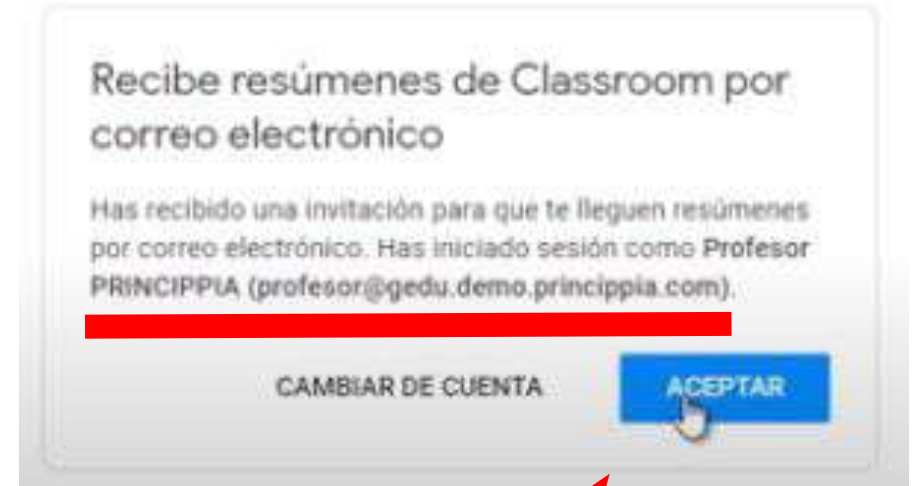 Recibe resúmenes de Classroom por
correo electrónico
Has recibido una invitación para que te lleguen resúmenes
por correo electrónico. Has iniciado sesión como Profesor
PRINCIPPIA (profesor@gedu.demo.princippia.com).
CAMBIAR DE CUENTA
ACEPTAR